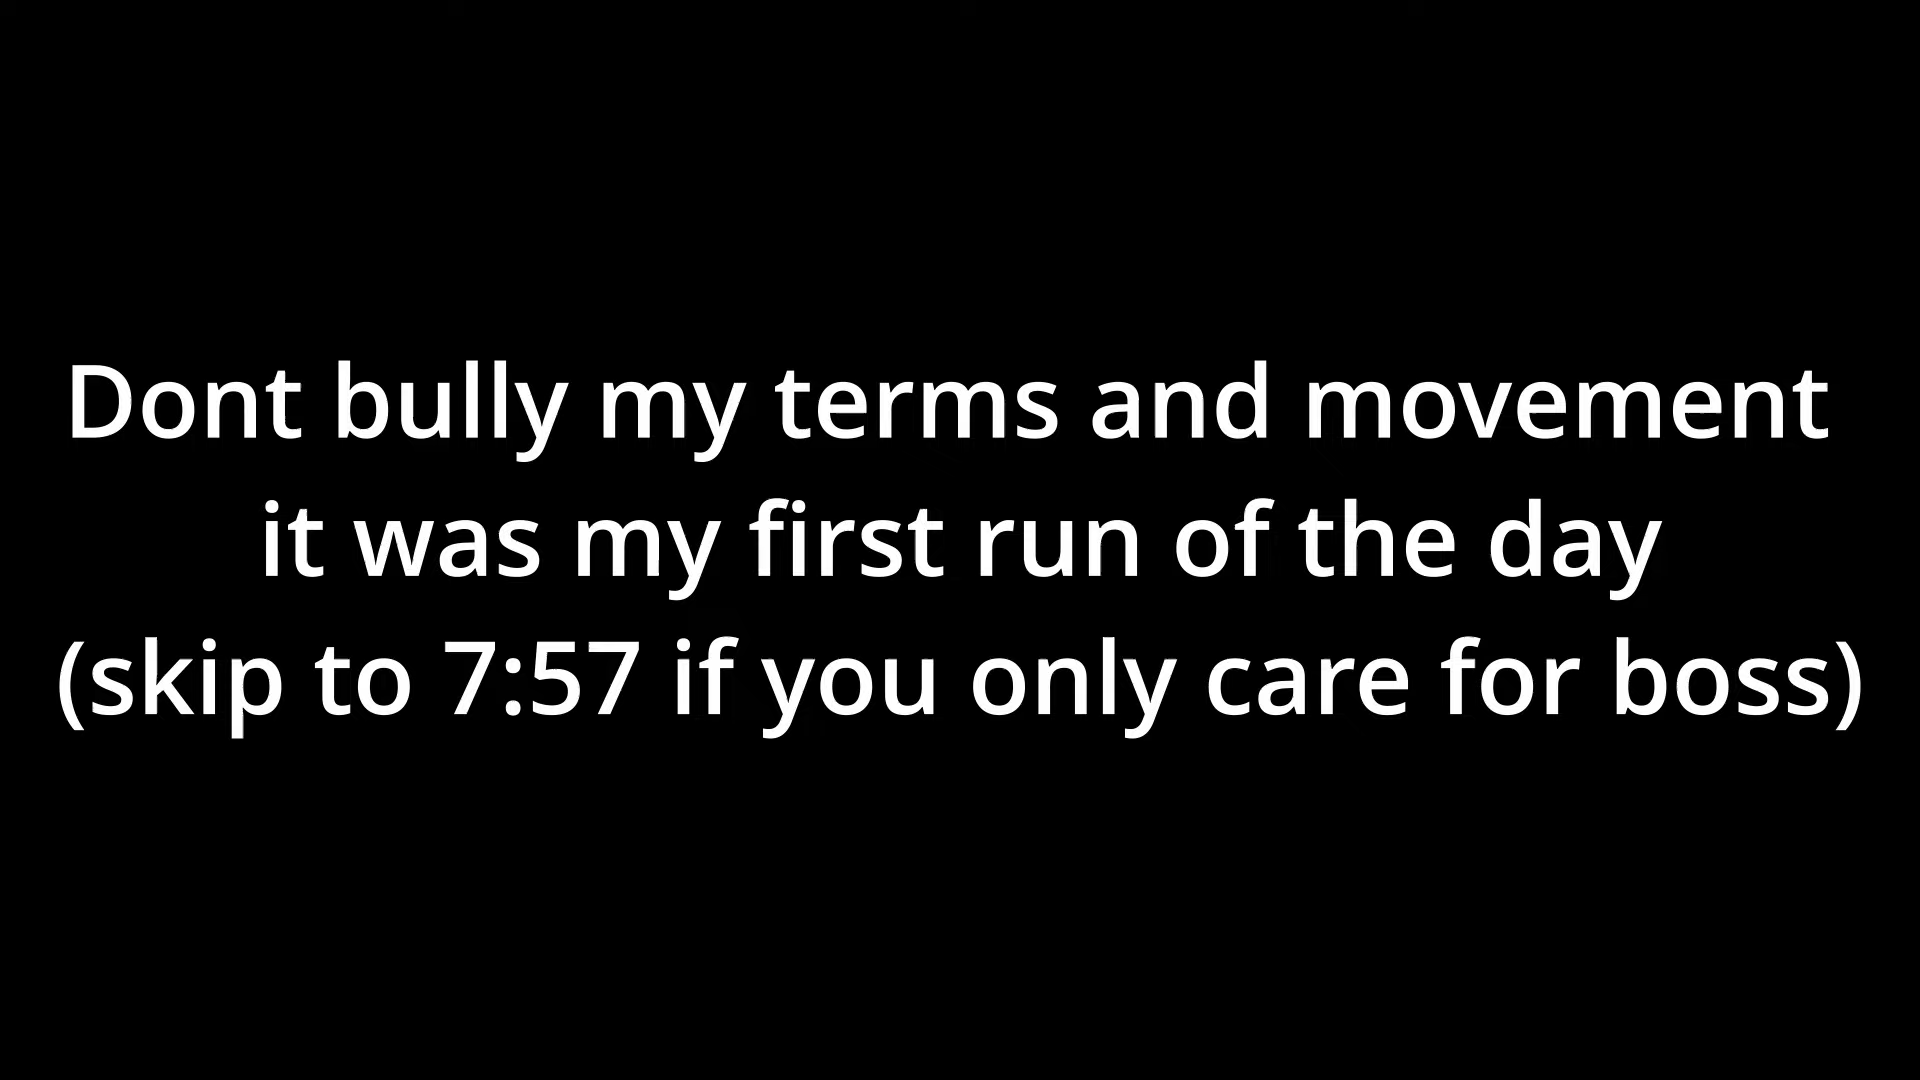 Dont bully my terms and movement
it was my first run of the day
(skip to 7:57 if you only care for boss)